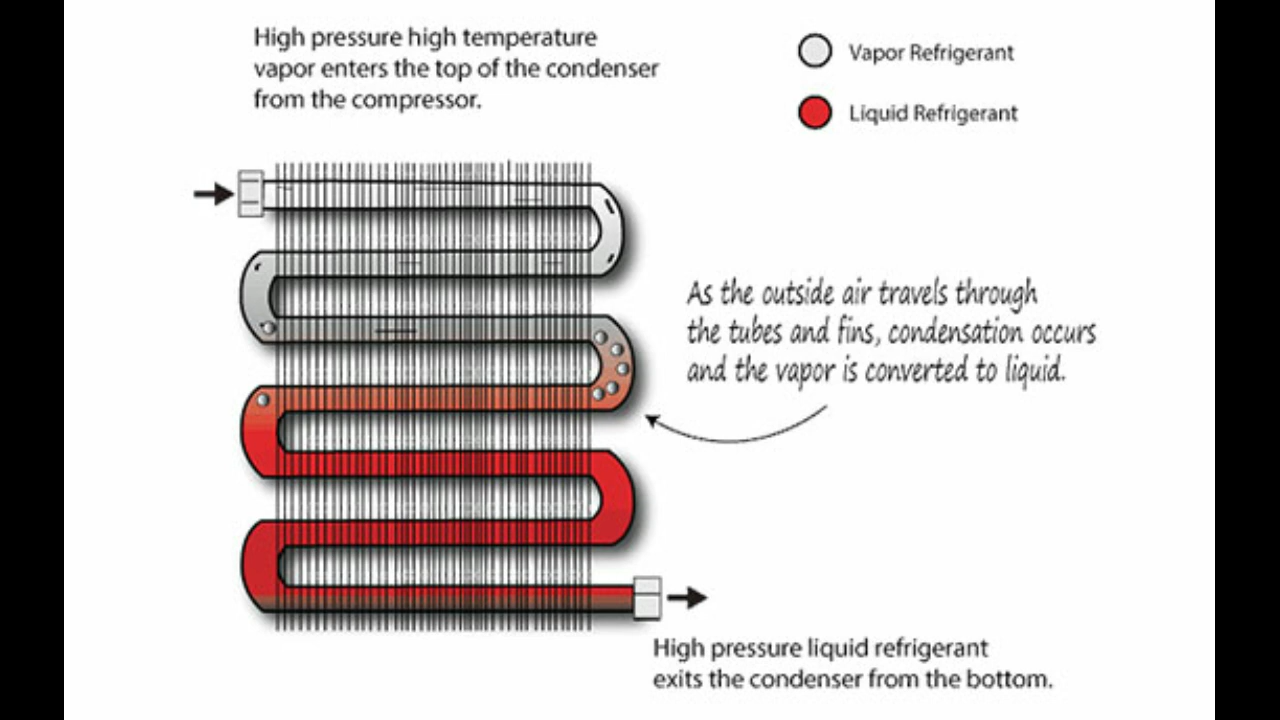 High pressure high temperature
vapor enters the top of the condenser
from the compressor.
Vapor Refrigerant
Liquid Refrigerant
As the outside air travels through
the tubes and fins, condensation occurs
and the vapor is converted to liquid.
High pressure liquid refrigerant
exits the condenser from the bottom.